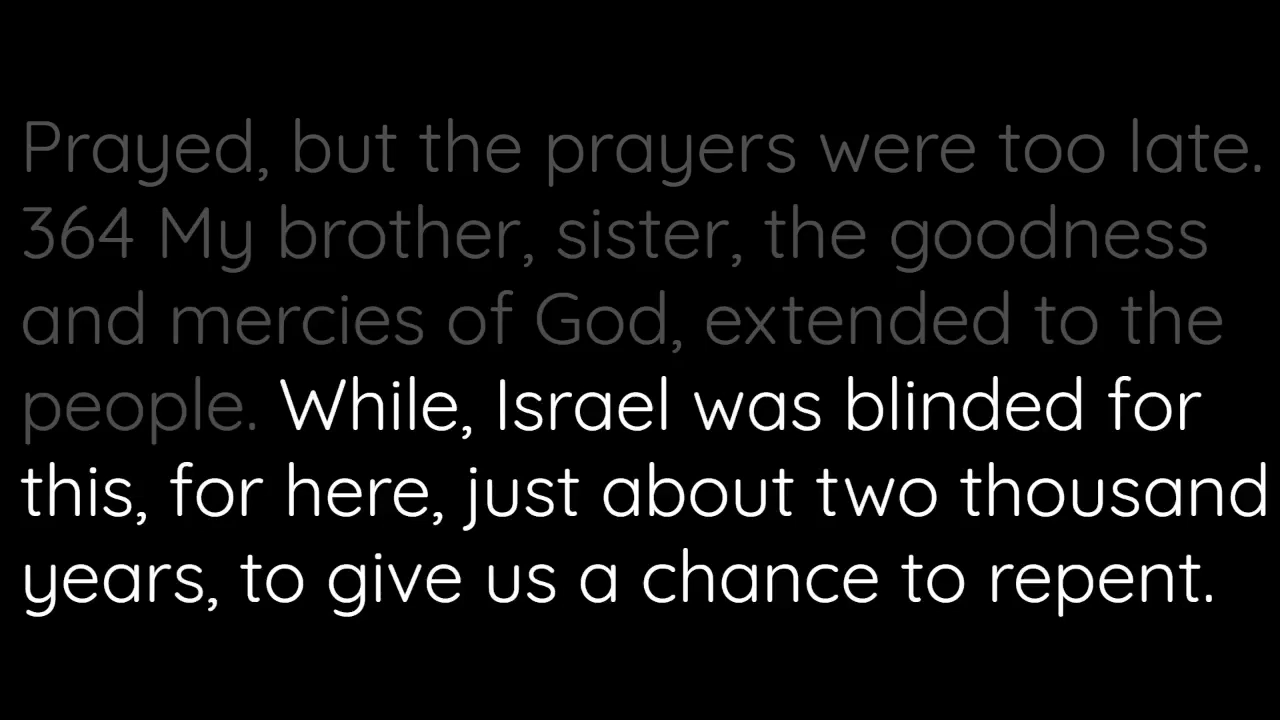 Prayed, but the prayers were too late.
364 My brother, sister, the goodness
and mercies of God, extended to the
people. While, Israel was blinded for
this, for here, just about two thousand
years, to give us a chance to repent.